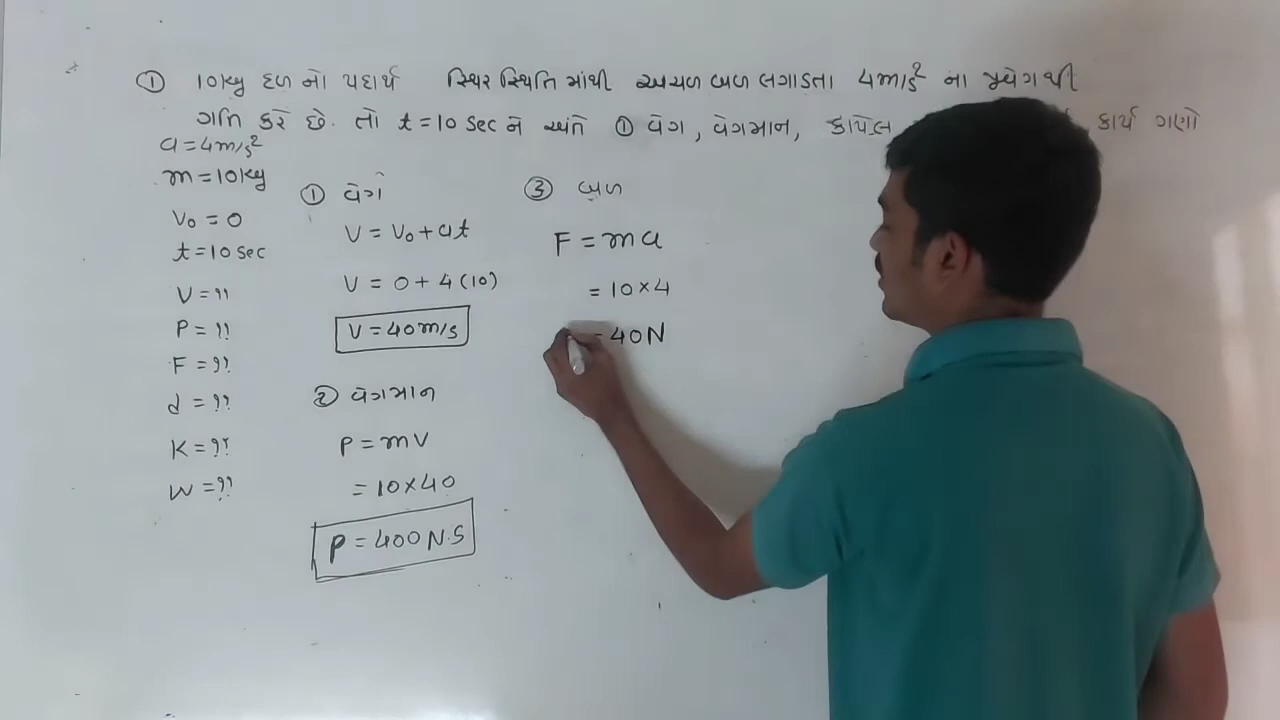 ① 10kg દળ નો પદાર્થ સ્થિર સ્થિતિ માંથી અચળ બળ લગાડતા 4m/s² ના પ્રવેગથી
ગતિ કરે છે. તો t = 10 sec ને અંતે ① વેગ, વેગમાન, કાપેલ કાર્ય ગણો
a = 4m/s²
m = 10kg
V₀ = 0
t = 10 sec
V = ??
P = ??
F = ??
d = ??
K = ??
W = ??
① વેગ
V = V₀ + at
V = 0 + 4 (10)
V = 40m/s
② વેગમાન
P = mV
= 10 × 40
P = 400 N·S
③ બળ
F = ma
= 10 × 4
= 40N